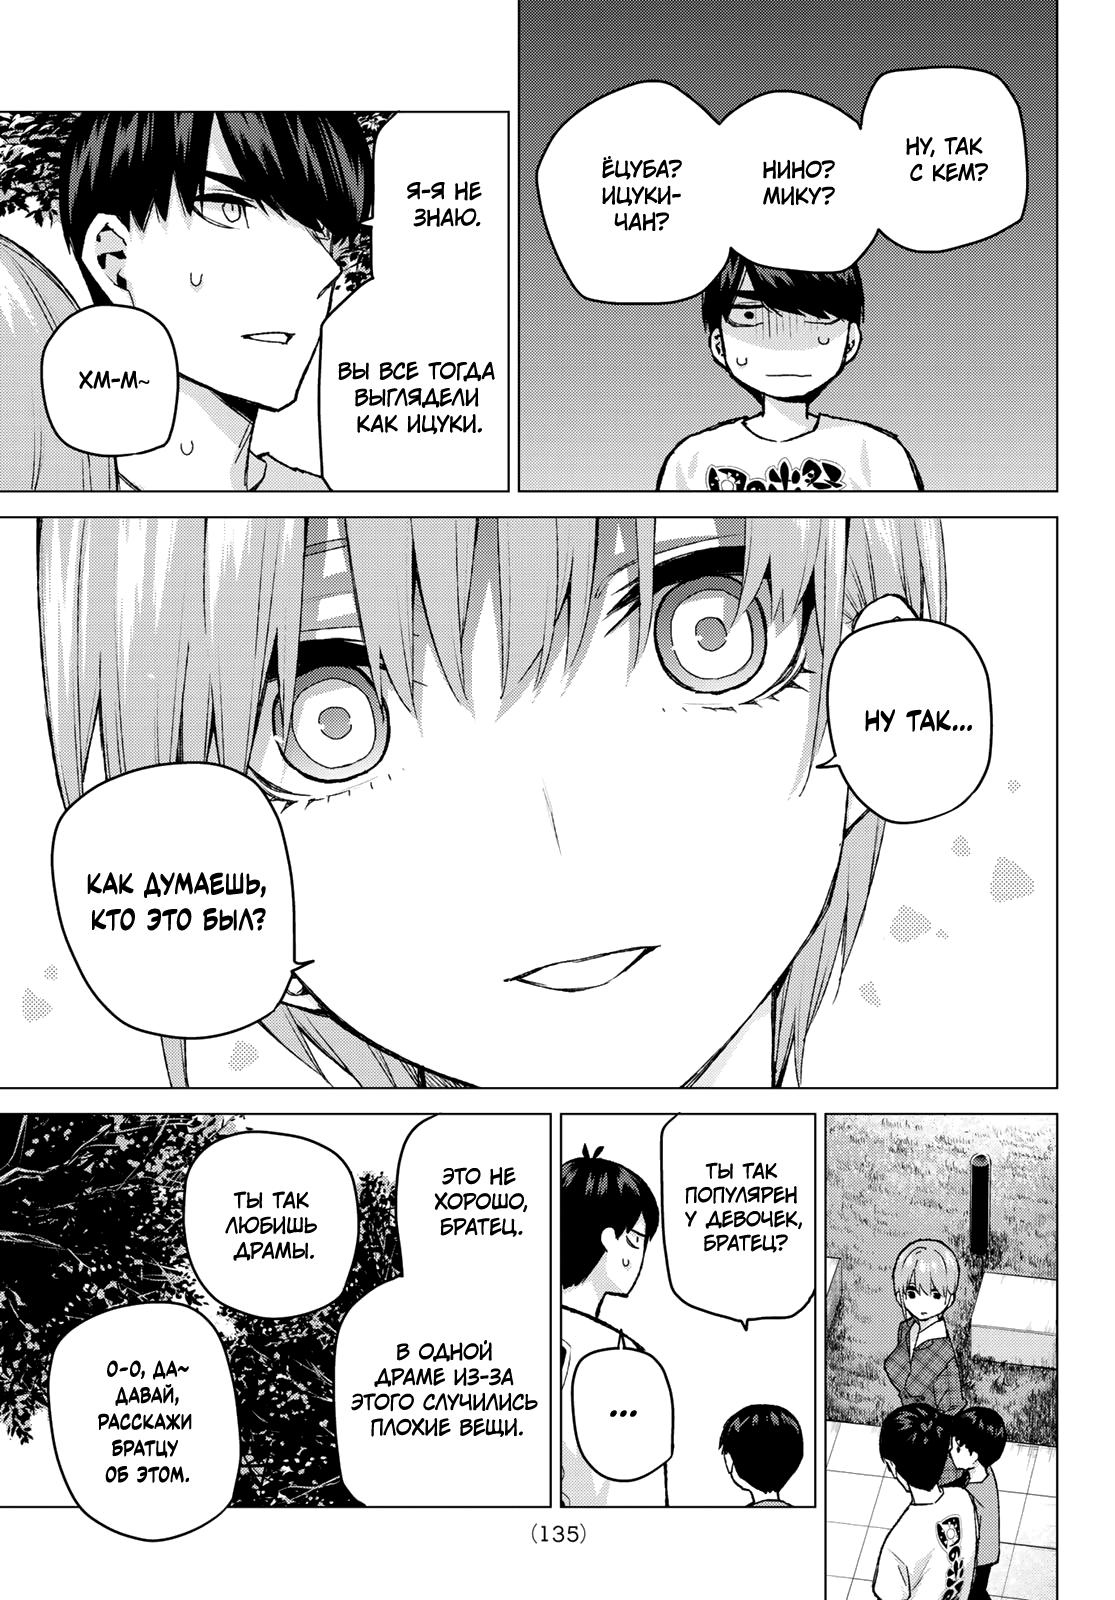 НУ, ТАК
С КЕМ?
НИНО?
МИКУ?
ЁЦУБА?
ИЦУКИ-
ЧАН?
Я-Я НЕ
ЗНАЮ.
ВЫ ВСЕ ТОГДА
ВЫГЛЯДЕЛИ
КАК ИЦУКИ.
ХМ-М~
НУ ТАК...
КАК ДУМАЕШЬ,
КТО ЭТО БЫЛ?
ТЫ ТАК
ПОПУЛЯРЕН
У ДЕВОЧЕК,
БРАТЕЦ?
...
ЭТО НЕ
ХОРОШО,
БРАТЕЦ.
В ОДНОЙ
ДРАМЕ ИЗ-ЗА
ЭТОГО СЛУЧИЛИСЬ
ПЛОХИЕ ВЕЩИ.
ТЫ ТАК
ЛЮБИШЬ
ДРАМЫ.
О-О, ДА~
ДАВАЙ,
РАССКАЖИ
БРАТЦУ
ОБ ЭТОМ.
(135)